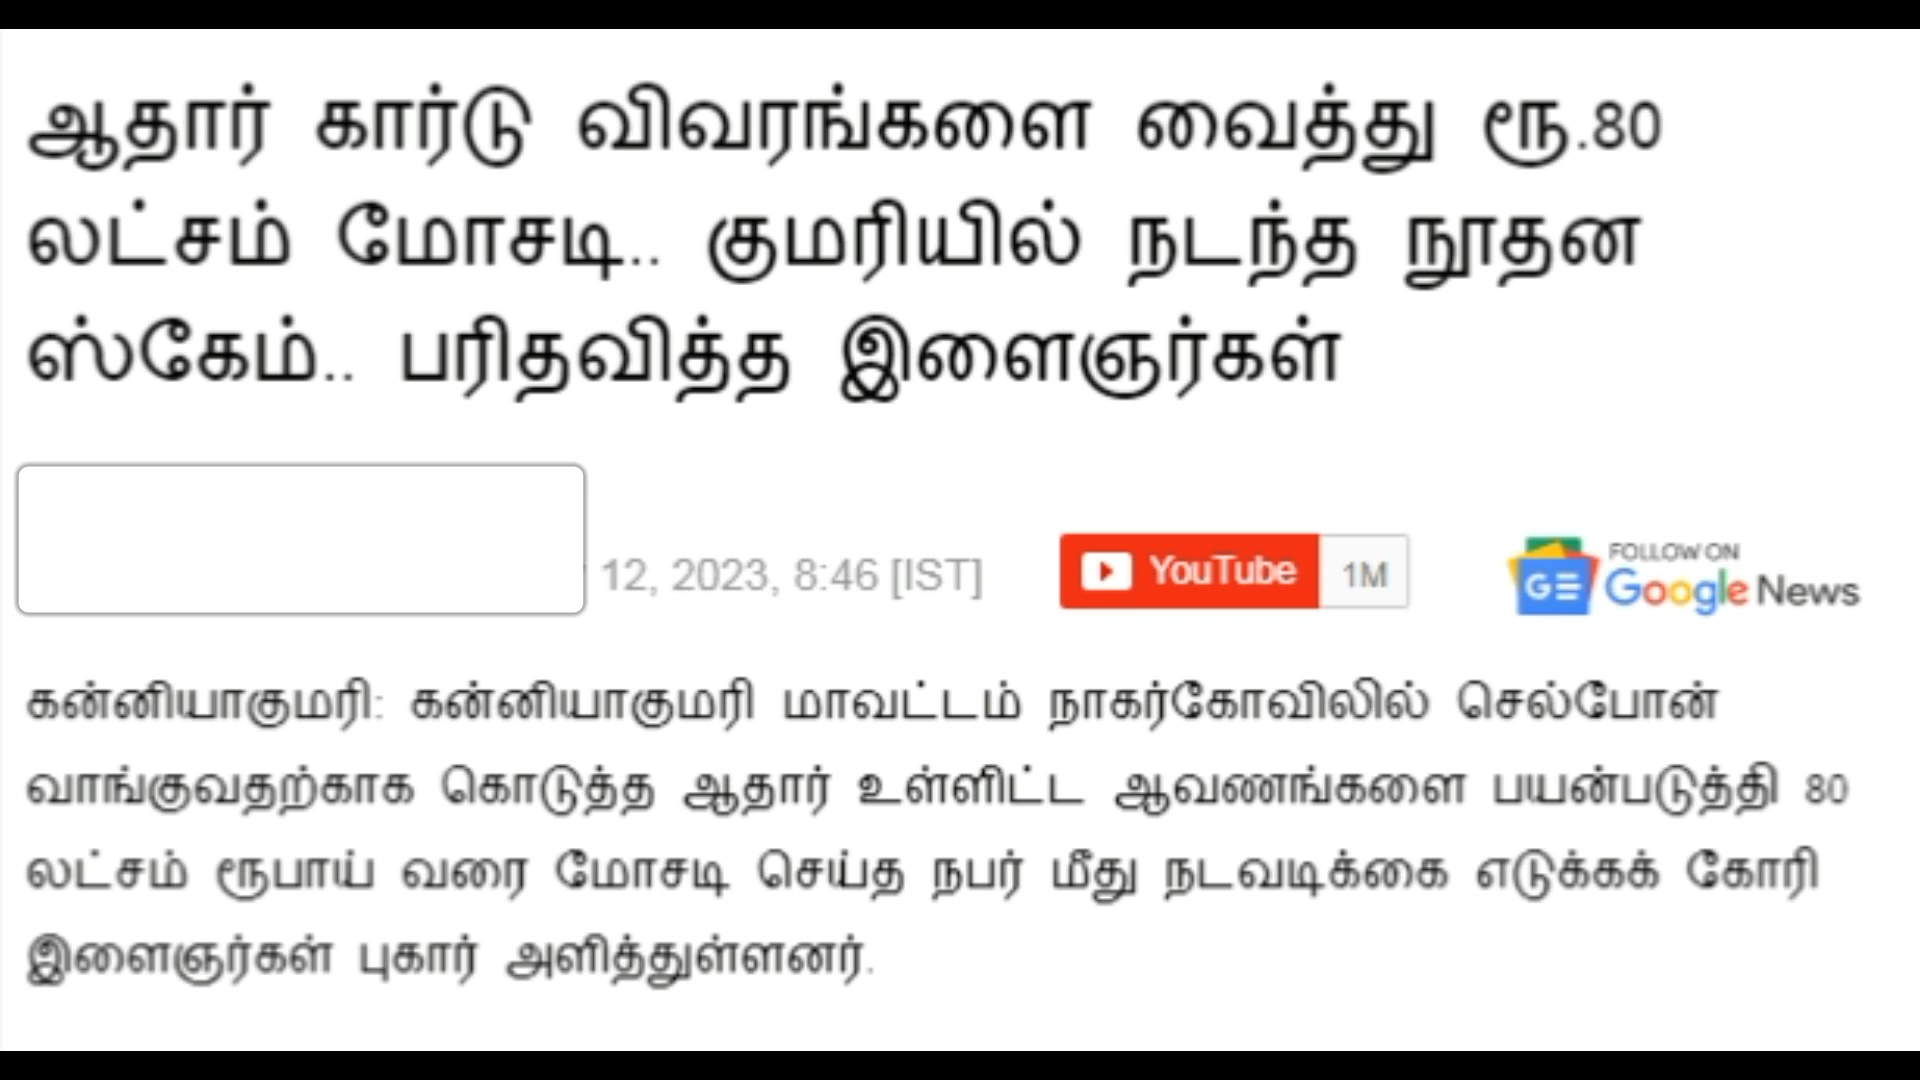 ஆதார் கார்டு விவரங்களை வைத்து ரூ.80
லட்சம் மோசடி.. குமரியில் நடந்த நூதன
ஸ்கேம்.. பரிதவித்த இளைஞர்கள்
12, 2023, 8:46 [IST]
YouTube 1M
FOLLOW ON
GE Google News
கன்னியாகுமரி: கன்னியாகுமரி மாவட்டம் நாகர்கோவிலில் செல்போன்
வாங்குவதற்காக கொடுத்த ஆதார் உள்ளிட்ட ஆவணங்களை பயன்படுத்தி 80
லட்சம் ரூபாய் வரை மோசடி செய்த நபர் மீது நடவடிக்கை எடுக்கக் கோரி
இளைஞர்கள் புகார் அளித்துள்ளனர்.